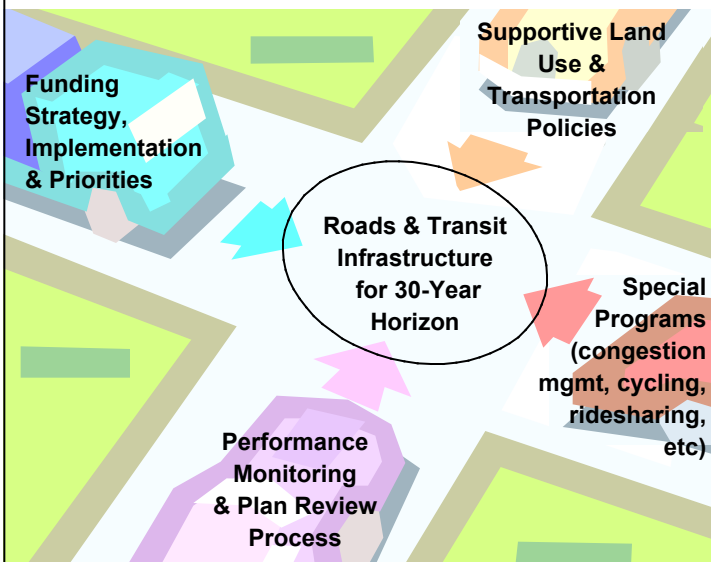 Supportive Land
Use &
Transportation
Policies
Funding
Strategy,
Implementation
& Priorities
Roads & Transit
Infrastructure
for 30-Year
Horizon
Special
Programs
(congestion
mgmt, cycling,
ridesharing,
etc)
Performance
Monitoring
& Plan Review
Process